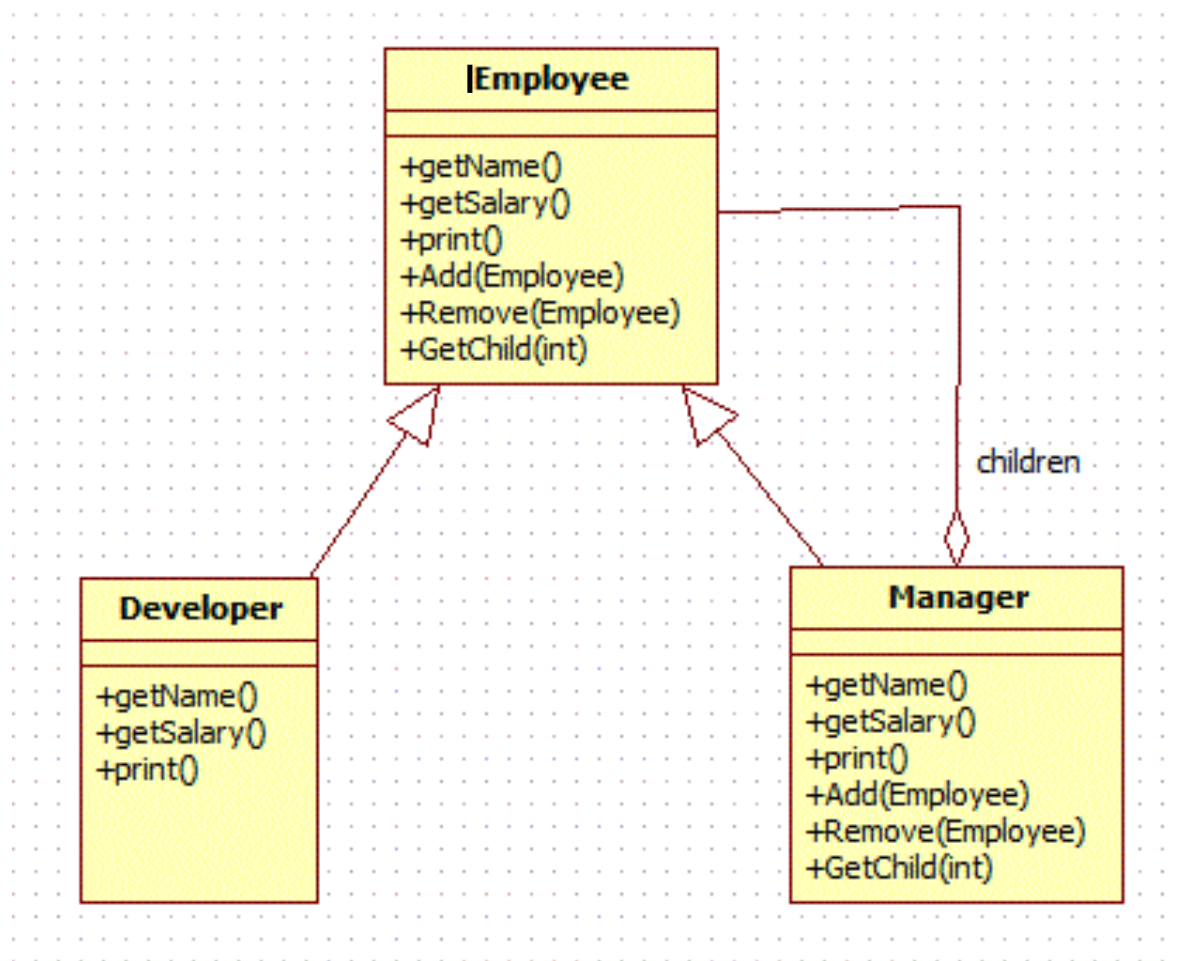 Employee
+getName()
+getSalary()
+print()
+Add(Employee)
+Remove(Employee)
+GetChild(int)
children
Developer
+getName()
+getSalary()
+print()
Manager
+getName()
+getSalary()
+print()
+Add(Employee)
+Remove(Employee)
+GetChild(int)